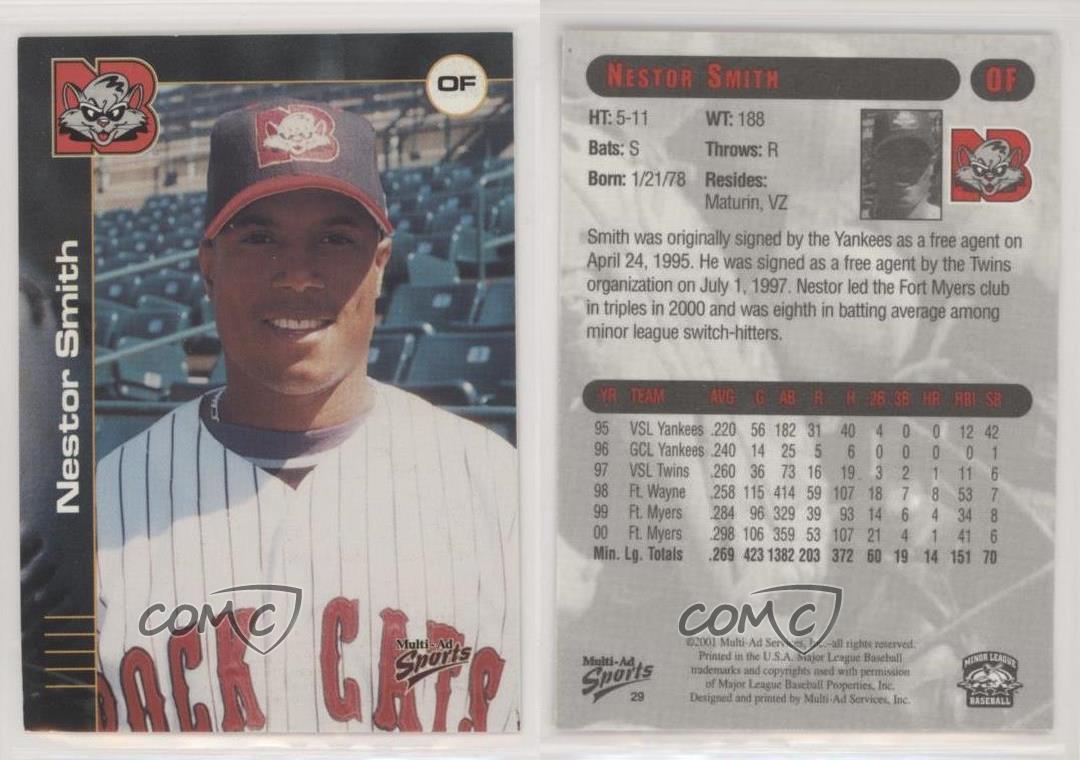 NB
OF
NB
Nestor Smith
ROCK CATS
Multi-Ad
Sports
COMC
NESTOR SMITH
OF
HT: 5-11 WT: 188
Bats: S Throws: R
Born: 1/21/78 Resides:
Maturin, VZ
NB
Smith was originally signed by the Yankees as a free agent on
April 24, 1995. He was signed as a free agent by the Twins
organization on July 1, 1997. Nestor led the Fort Myers club
in triples in 2000 and was eighth in batting average among
minor league switch-hitters.
YR TEAM AVG G AB R H 2B 3B HR RBI SB
95 VSL Yankees .220 56 182 31 40 4 0 0 12 42
96 GCL Yankees .240 14 25 5 6 0 0 0 0 1
97 VSL Twins .260 36 73 16 19 3 2 1 11 6
98 Ft. Wayne .258 115 414 59 107 18 7 8 53 7
99 Ft. Myers .284 96 329 39 93 14 6 4 34 8
00 Ft. Myers .298 106 359 53 107 21 4 1 41 6
Min. Lg. Totals .269 423 1382 203 372 60 19 14 151 70
COMC
©2001 Multi-Ad Services, Inc.-all rights reserved.
Printed in the U.S.A. Major League Baseball
trademarks and copyrights used with permission
of Major League Baseball Properties, Inc.
Designed and printed by Multi-Ad Services, Inc.
Multi-Ad
Sports
29
MINOR LEAGUE
BASEBALL